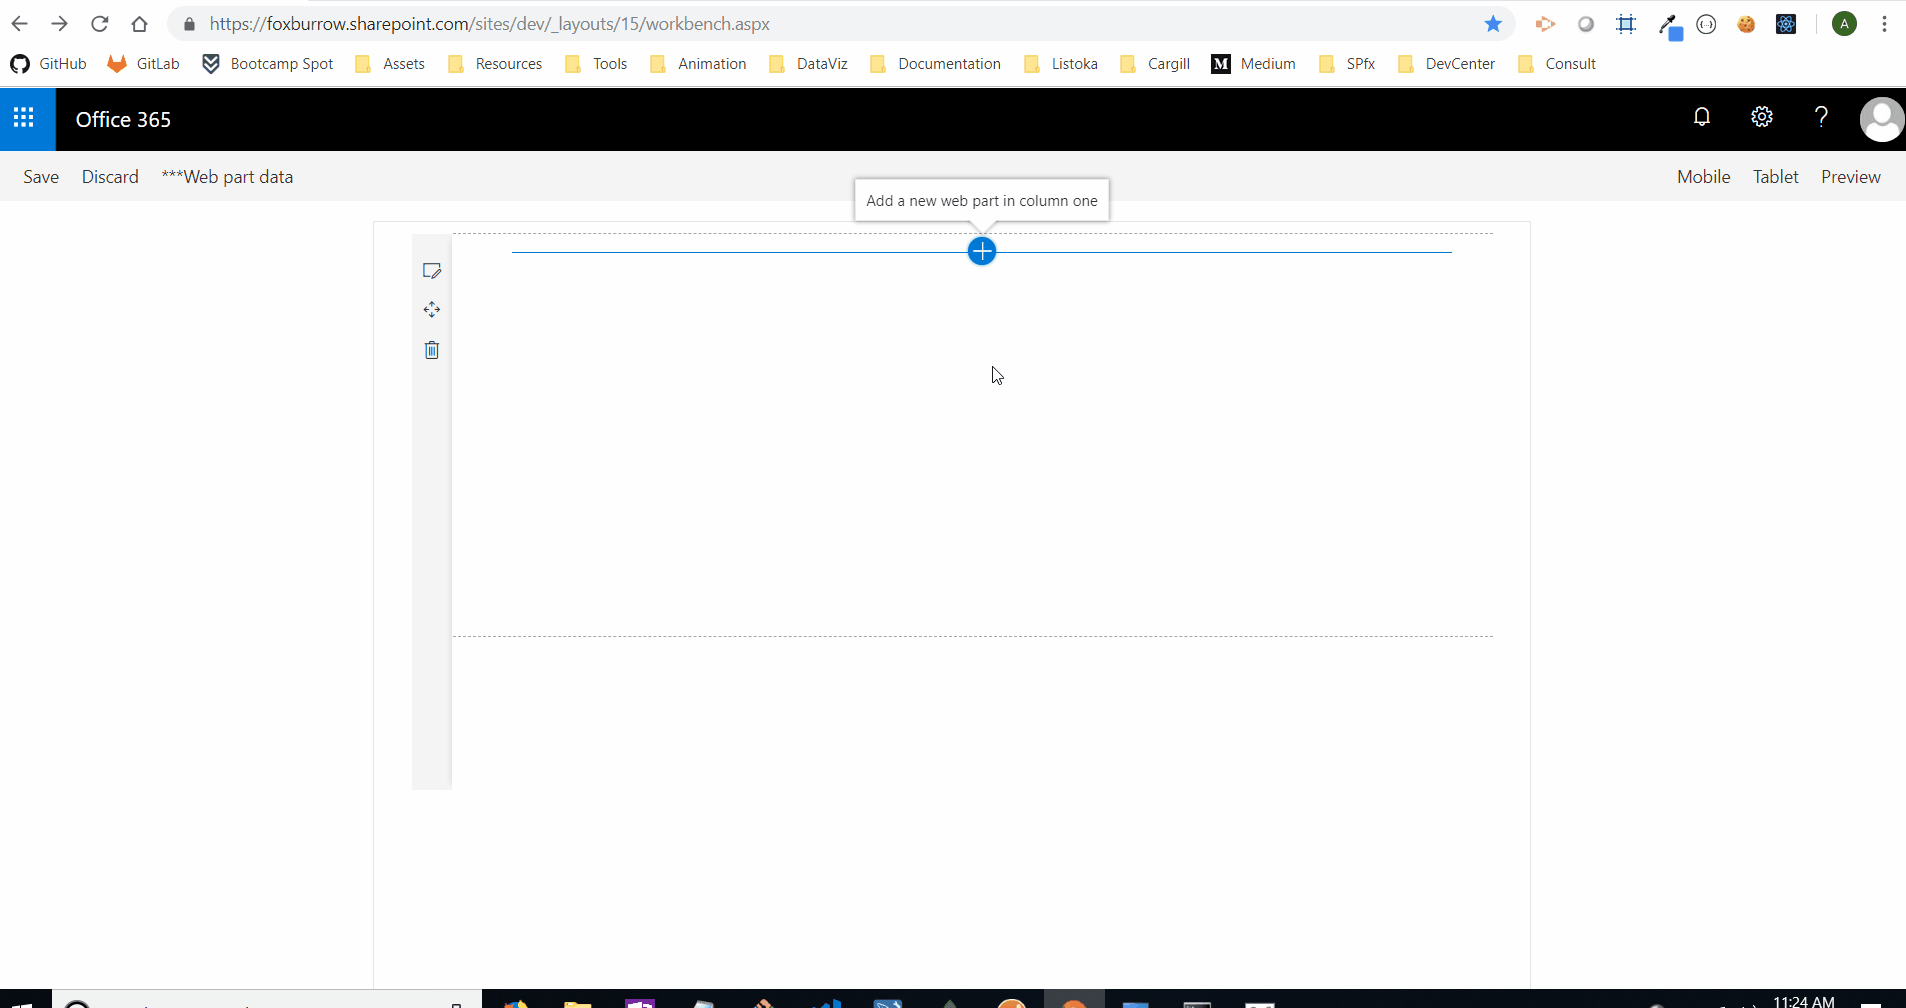 https://foxburrow.sharepoint.com/sites/dev/_layouts/15/workbench.aspx
A
GitHub GitLab Bootcamp Spot Assets Resources Tools Animation DataViz Documentation Listoka Cargill M Medium SPfx DevCenter Consult
Office 365
Save Discard ***Web part data Mobile Tablet Preview
Add a new web part in column one
11:24 AM